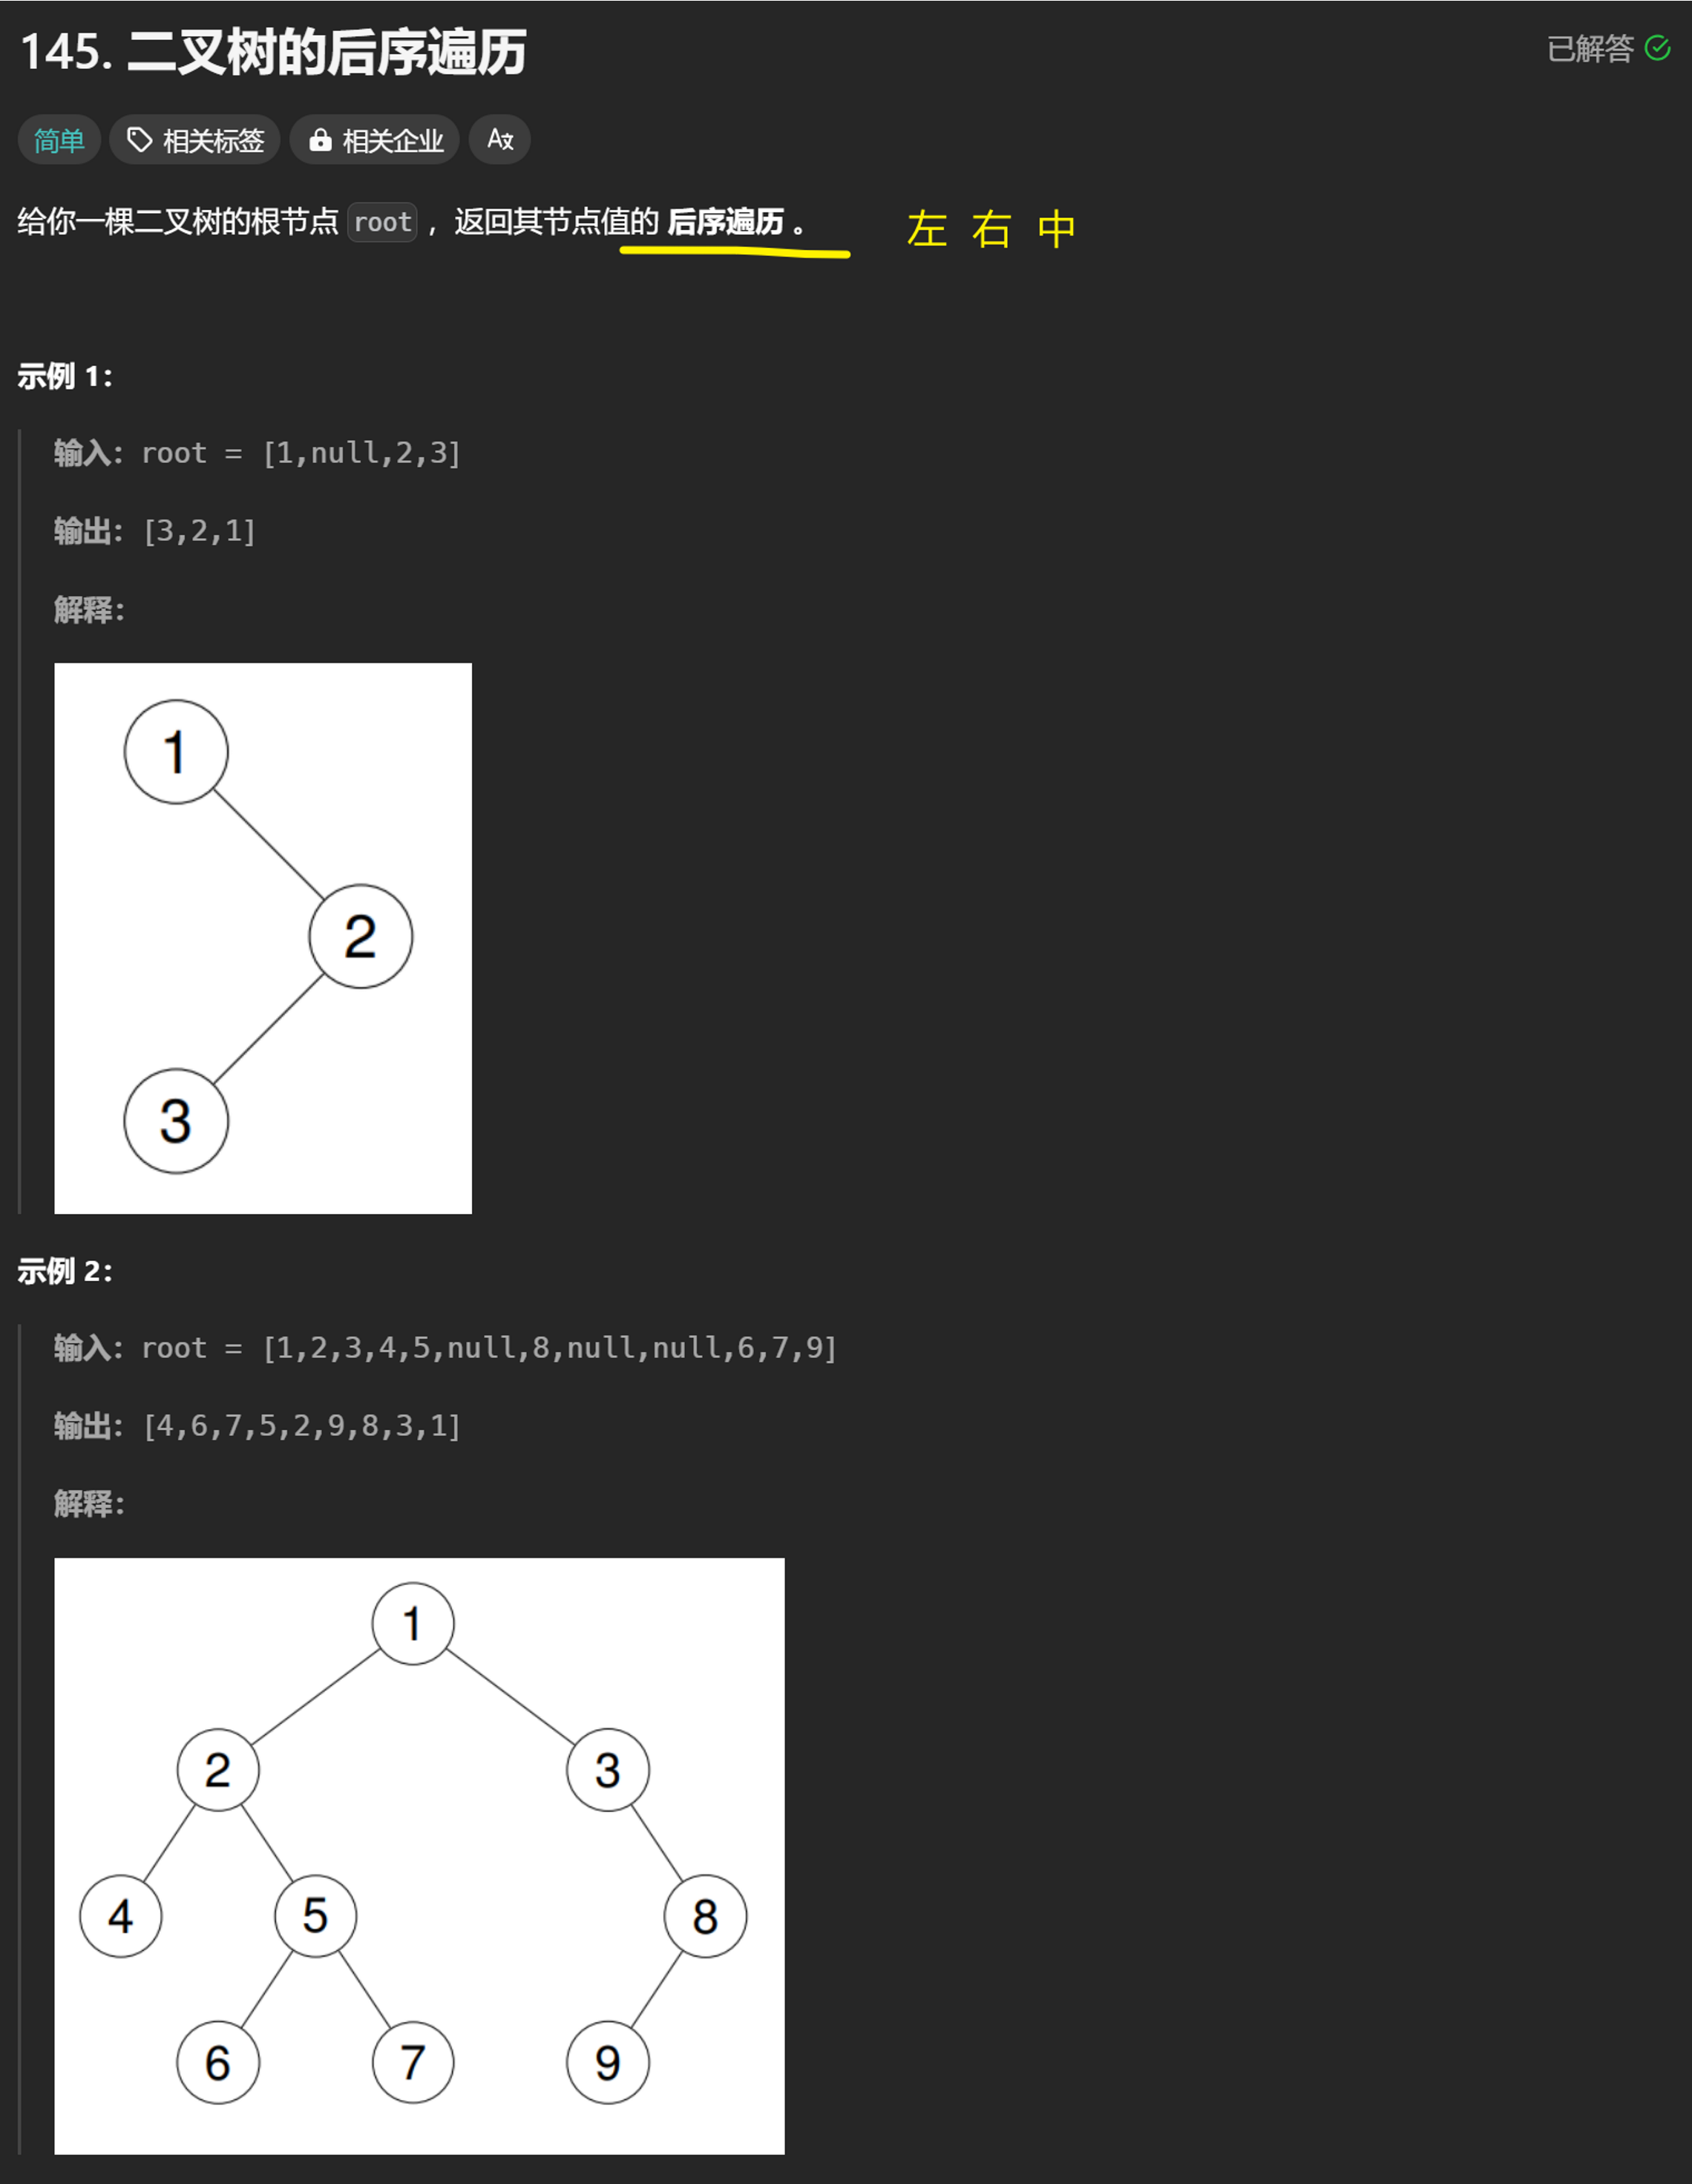 145. 二叉树的后序遍历 已解答
简单 相关标签 相关企业
给你一棵二叉树的根节点 root ，返回其节点值的 后序遍历 。 左 右 中
示例 1：
输入：root = [1,null,2,3]
输出：[3,2,1]
解释：
1
2
3
示例 2：
输入：root = [1,2,3,4,5,null,8,null,null,6,7,9]
输出：[4,6,7,5,2,9,8,3,1]
解释：
1
2 3
4 5 8
6 7 9